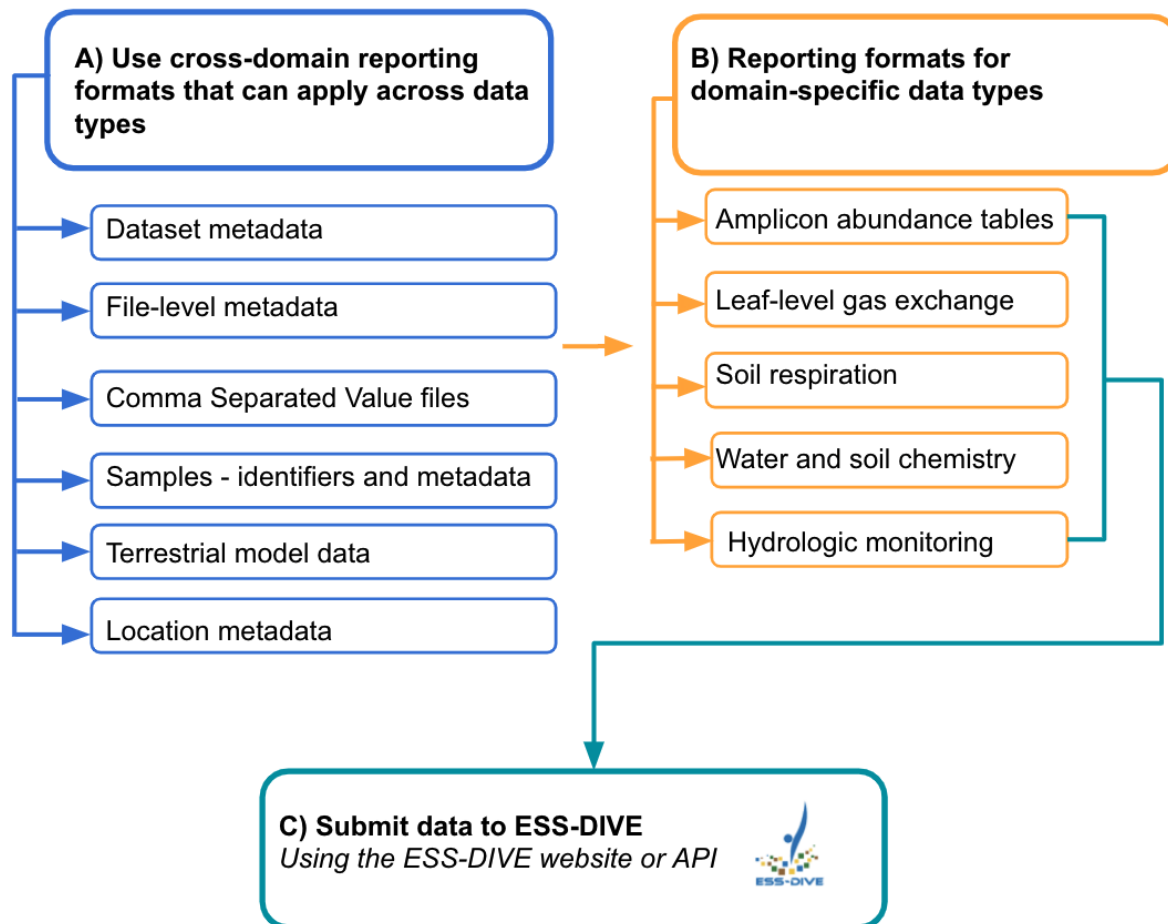 A) Use cross-domain reporting
formats that can apply across data
types
Dataset metadata
File-level metadata
Comma Separated Value files
Samples - identifiers and metadata
Terrestrial model data
Location metadata
B) Reporting formats for
domain-specific data types
Amplicon abundance tables
Leaf-level gas exchange
Soil respiration
Water and soil chemistry
Hydrologic monitoring
C) Submit data to ESS-DIVE
Using the ESS-DIVE website or API
ESS-DIVE